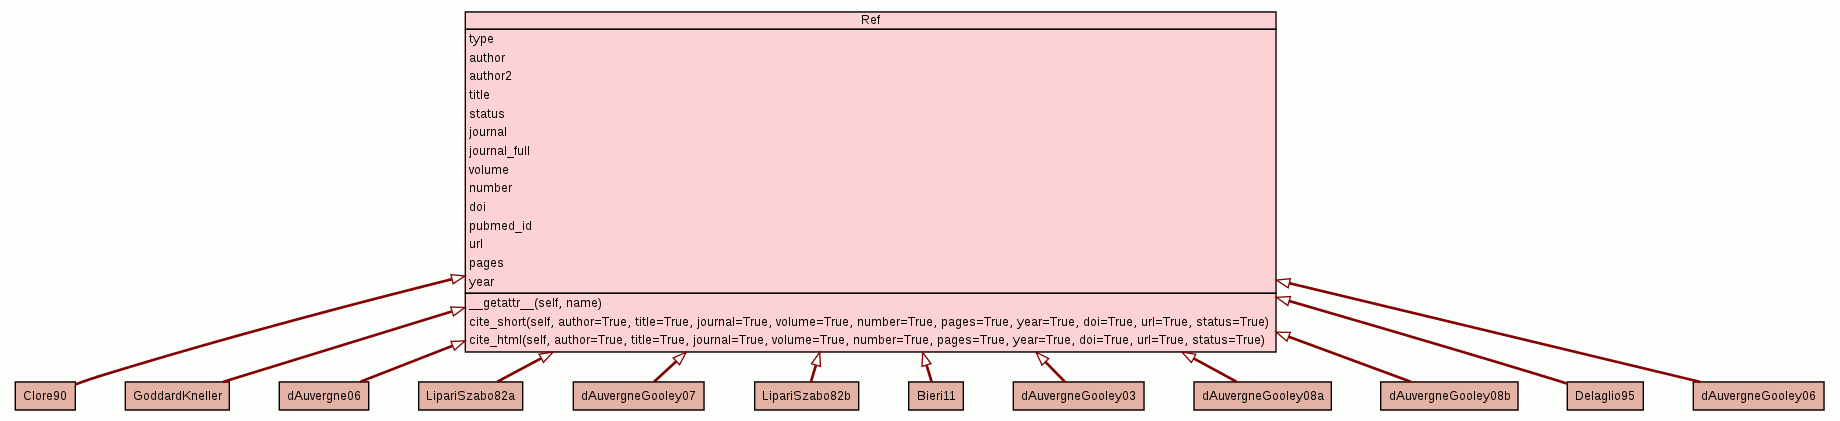 Ref
type
author
author2
title
status
journal
journal_full
volume
number
doi
pubmed_id
url
pages
year
__getattr__(self, name)
cite_short(self, author=True, title=True, journal=True, volume=True, number=True, pages=True, year=True, doi=True, url=True, status=True)
cite_html(self, author=True, title=True, journal=True, volume=True, number=True, pages=True, year=True, doi=True, url=True, status=True)
Clore90
GoddardKneller
dAuvergne06
LipariSzabo82a
dAuvergneGooley07
LipariSzabo82b
Bieri11
dAuvergneGooley03
dAuvergneGooley08a
dAuvergneGooley08b
Delaglio95
dAuvergneGooley06